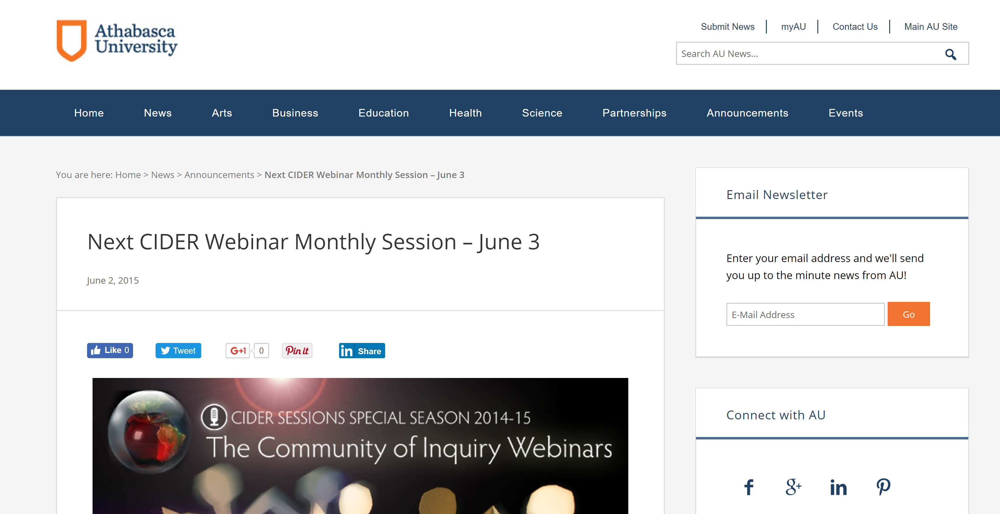 Athabasca
University
Submit News
myAU
Contact Us
Main AU Site
Search AU News...
Home
News
Arts
Business
Education
Health
Science
Partnerships
Announcements
Events
You are here: Home > News > Announcements > Next CIDER Webinar Monthly Session – June 3
Next CIDER Webinar Monthly Session – June 3
June 2, 2015
Like 0
Tweet
G+1
0
Pin it
in Share
CIDER SESSIONS SPECIAL SEASON 2014-15
The Community of Inquiry Webinars
Email Newsletter
Enter your email address and we'll send
you up to the minute news from AU!
E-Mail Address
Go
Connect with AU
f
g+
in